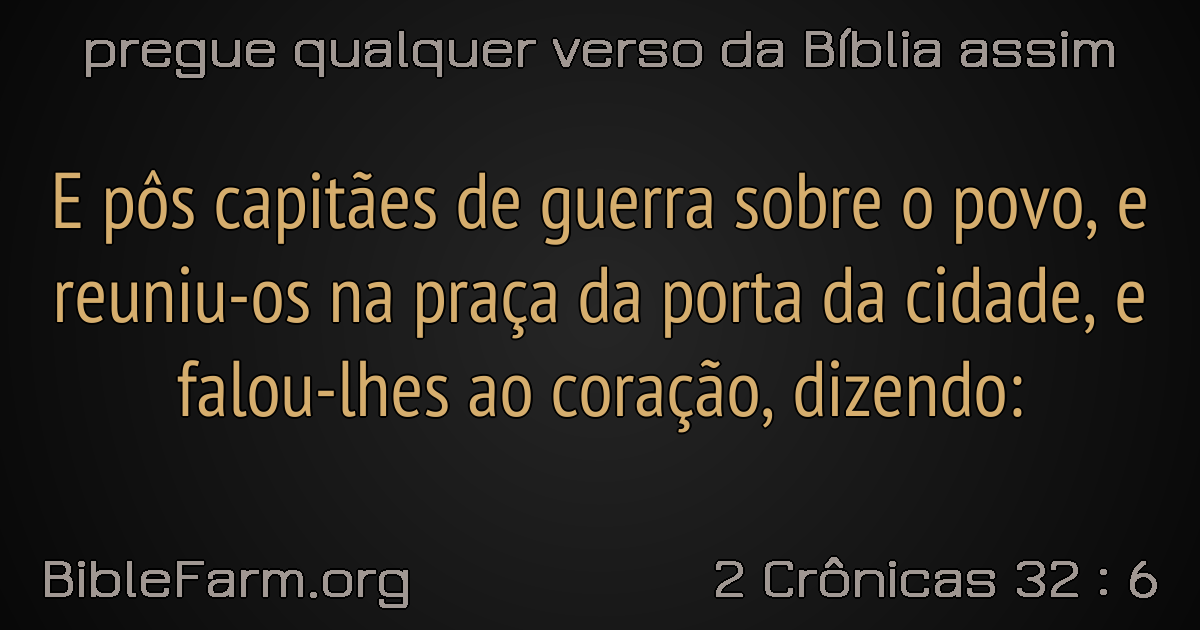 pregue qualquer verso da Bíblia assim
E pôs capitães de guerra sobre o povo, e
reuniu-os na praça da porta da cidade, e
falou-lhes ao coração, dizendo:
BibleFarm.org
2 Crônicas 32 : 6